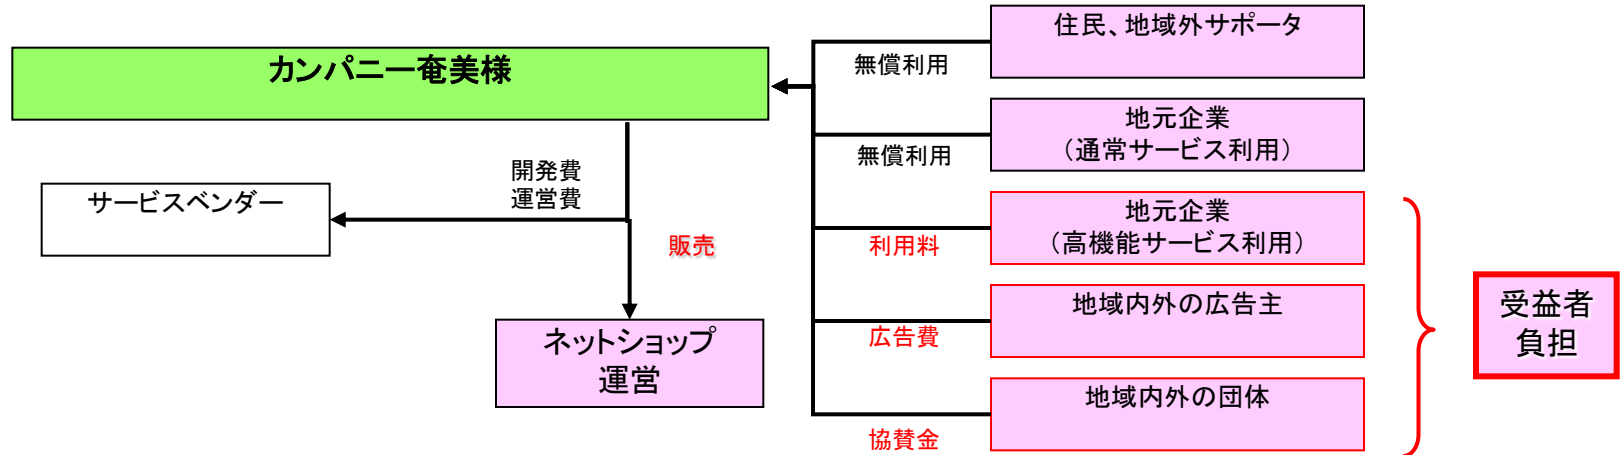 カンパニー奄美様
サービスベンダー
開発費
運営費
販売
ネットショップ
運営
無償利用
無償利用
利用料
広告費
協賛金
住民、地域外サポータ
地元企業
（通常サービス利用）
地元企業
（高機能サービス利用）
地域内外の広告主
地域内外の団体
受益者
負担